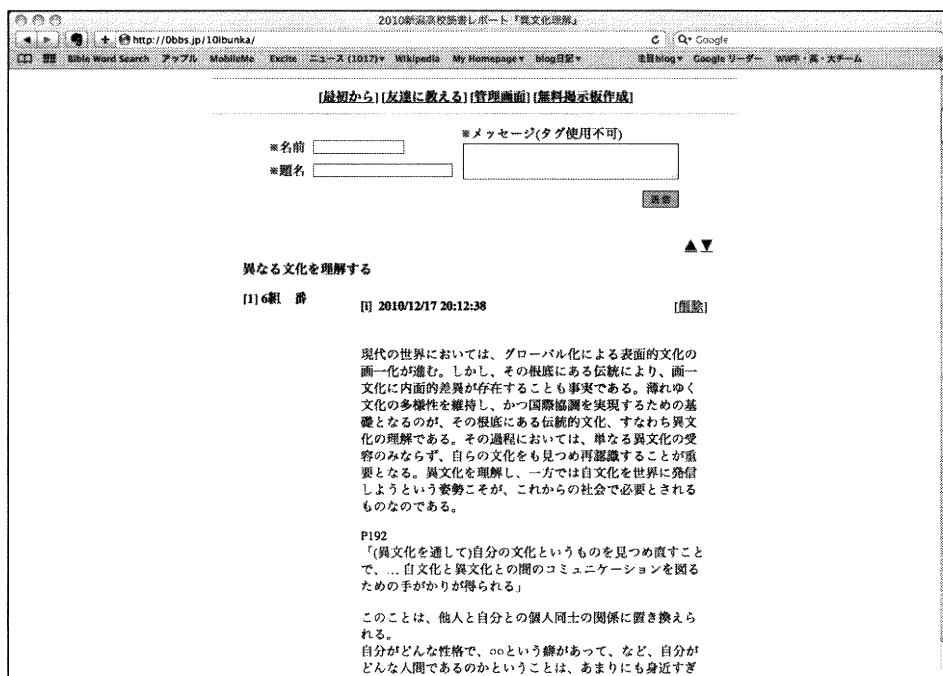 2010新潟高校読書レポート『異文化理解』
http://0bbs.jp/10ibunka/
Google
Bible Word Search アップル MobileMe Excite ニュース (1017)▾ Wikipedia My Homepage▾ blog日記▾ 注目blog▾ Google リーダー WW中・高・大チーム
[最初から] [友達に教える] [管理画面] [無料掲示板作成]
※名前
※メッセージ(タグ使用不可)
※題名
送信
▲▼
異なる文化を理解する
[1] 6組 番
[i] 2010/12/17 20:12:38
[削除]
現代の世界においては、グローバル化による表面的文化の
画一化が進む。しかし、その根底にある伝統により、画一
文化に内面的差異が存在することも事実である。薄れゆく
文化の多様性を維持し、かつ国際協調を実現するための基
礎となるのが、その根底にある伝統的文化、すなわち異文
化の理解である。その過程においては、単なる異文化の受
容のみならず、自らの文化をも見つめ再認識することが重
要となる。異文化を理解し、一方では自文化を世界に発信
しようという姿勢こそが、これからの社会で必要とされる
ものなのである。
P192
「(異文化を通して)自分の文化というものを見つめ直すこと
で、… 自文化と異文化との間のコミュニケーションを図る
ための手がかりが得られる」
このことは、他人と自分との個人同士の関係に置き換えら
れる。
自分がどんな性格で、○○という癖があって、など、自分が
どんな人間であるのかということは、あまりにも身近すぎ